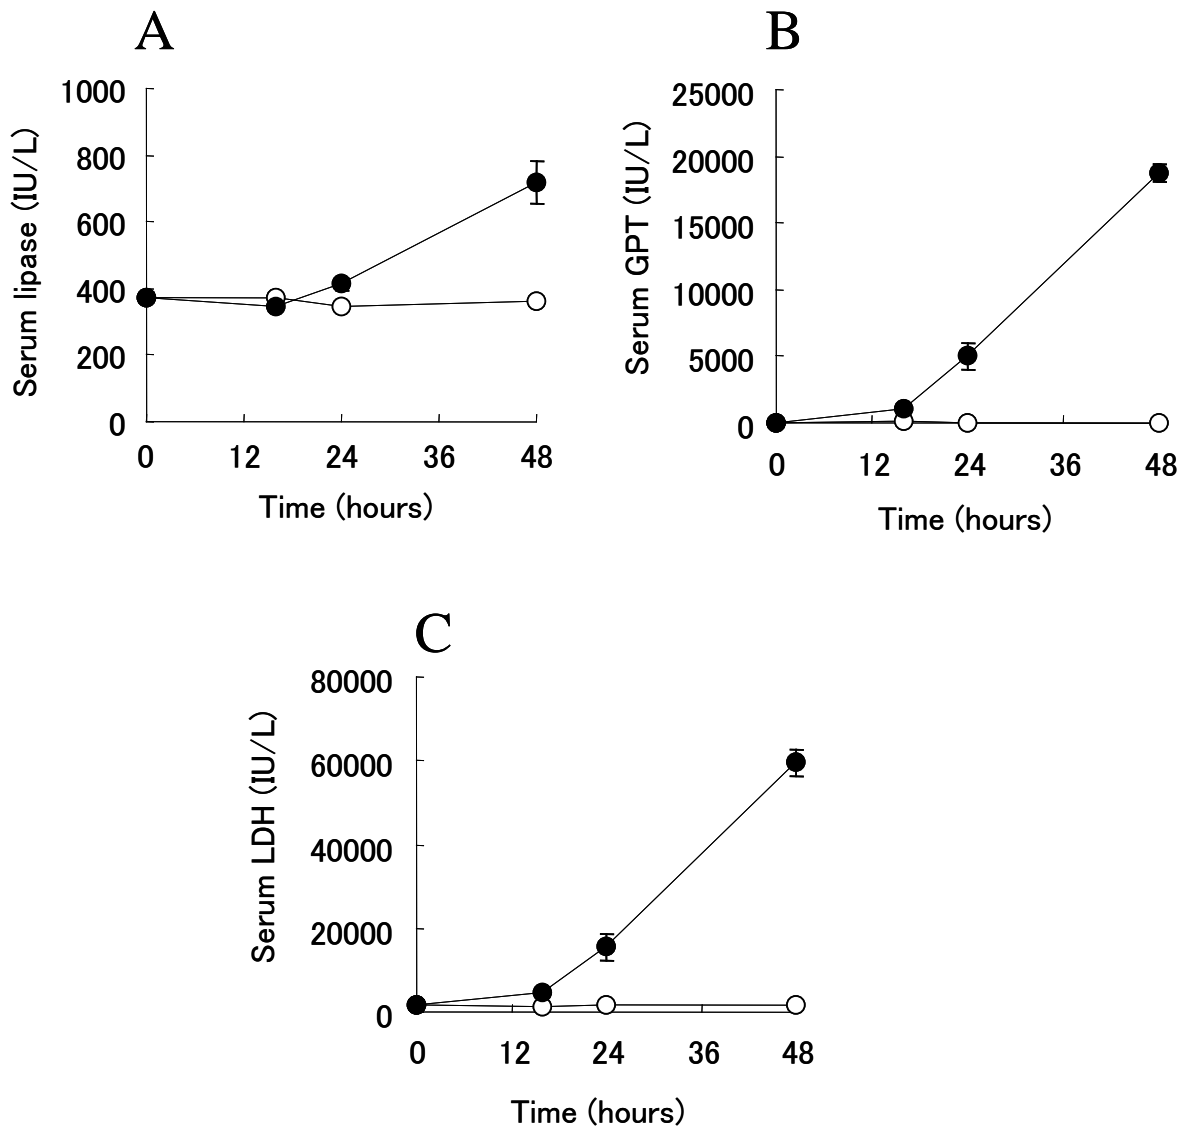 A
Serum lipase (IU/L)
1000
800
600
400
200
0
0 12 24 36 48
Time (hours)
B
Serum GPT (IU/L)
25000
20000
15000
10000
5000
0
0 12 24 36 48
Time (hours)
C
Serum LDH (IU/L)
80000
60000
40000
20000
0
0 12 24 36 48
Time (hours)